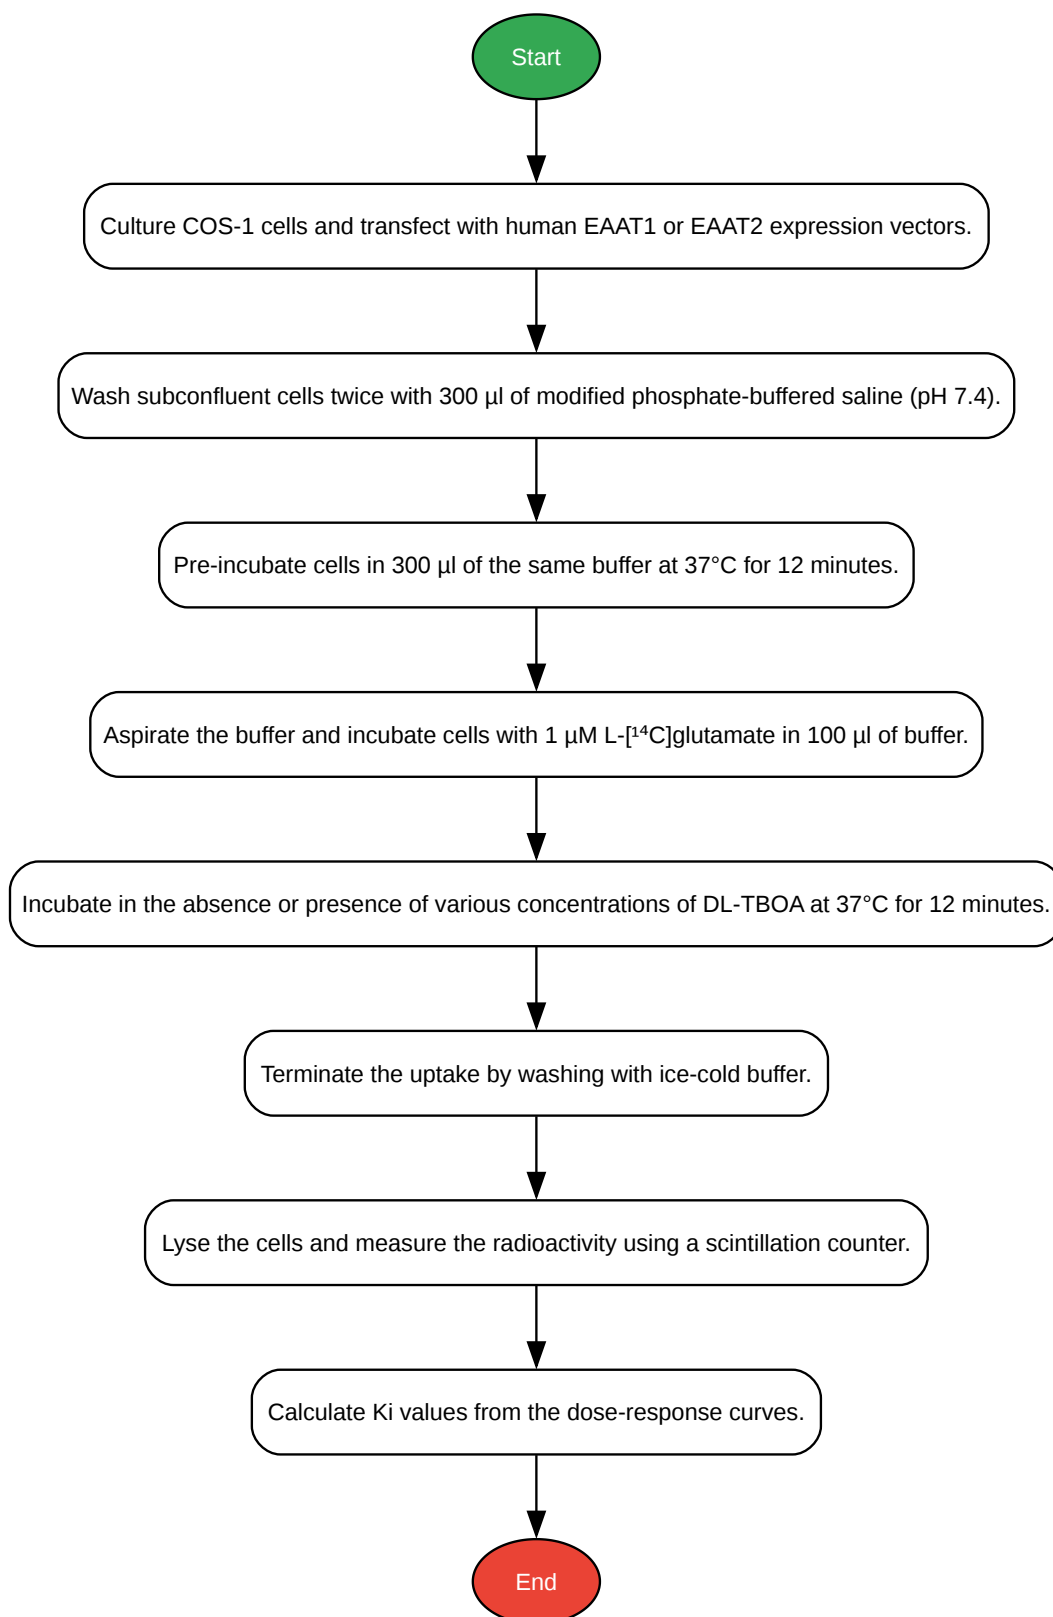 Start
Culture COS-1 cells and transfect with human EAAT1 or EAAT2 expression vectors.
Wash subconfluent cells twice with 300 µl of modified phosphate-buffered saline (pH 7.4).
Pre-incubate cells in 300 µl of the same buffer at 37°C for 12 minutes.
Aspirate the buffer and incubate cells with 1 µM L-[¹⁴C]glutamate in 100 µl of buffer.
Incubate in the absence or presence of various concentrations of DL-TBOA at 37°C for 12 minutes.
Terminate the uptake by washing with ice-cold buffer.
Lyse the cells and measure the radioactivity using a scintillation counter.
Calculate Ki values from the dose-response curves.
End